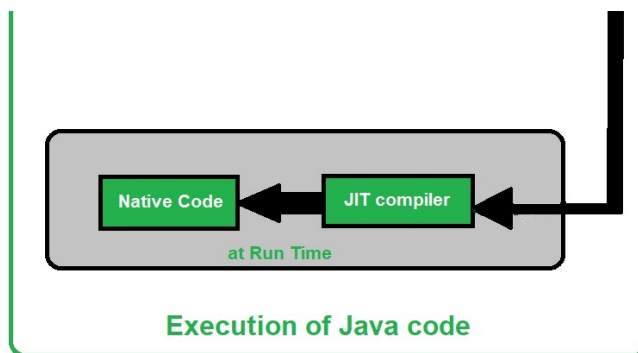 Native Code
JIT compiler
at Run Time
Execution of Java code